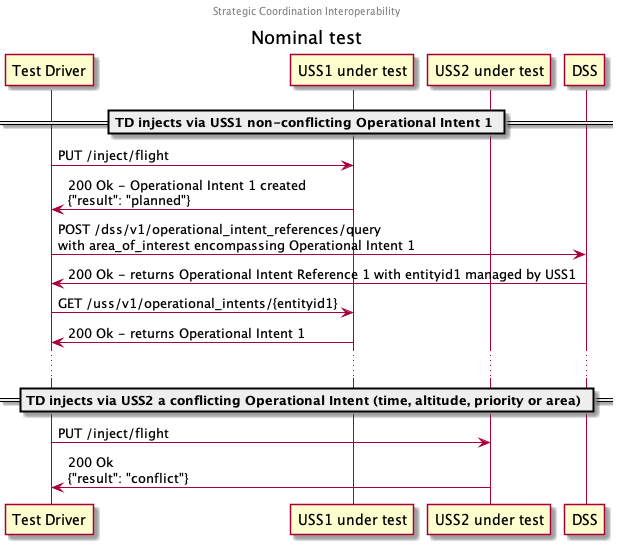 Strategic Coordination Interoperability
Nominal test
Test Driver
USS1 under test
USS2 under test
DSS
TD injects via USS1 non-conflicting Operational Intent 1
PUT /inject/flight
200 Ok - Operational Intent 1 created
{"result": "planned"}
POST /dss/v1/operational_intent_references/query
with area_of_interest encompassing Operational Intent 1
200 Ok - returns Operational Intent Reference 1 with entityid1 managed by USS1
GET /uss/v1/operational_intents/{entityid1}
200 Ok - returns Operational Intent 1
TD injects via USS2 a conflicting Operational Intent (time, altitude, priority or area)
PUT /inject/flight
200 Ok
{"result": "conflict"}
Test Driver
USS1 under test
USS2 under test
DSS